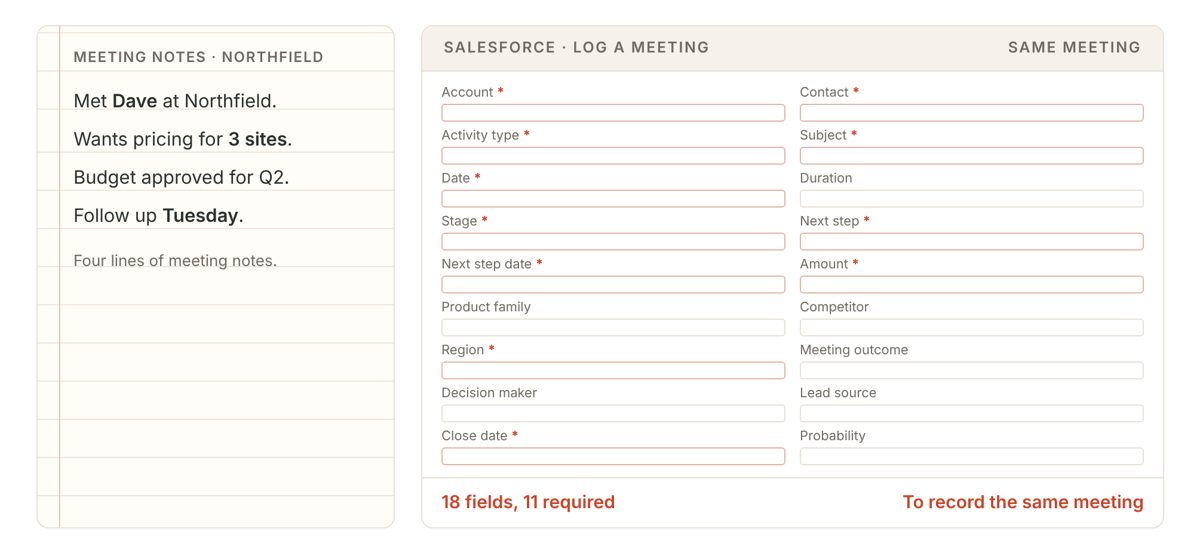 MEETING NOTES · NORTHFIELD
Met Dave at Northfield.
Wants pricing for 3 sites.
Budget approved for Q2.
Follow up Tuesday.
Four lines of meeting notes.
SALESFORCE · LOG A MEETING
SAME MEETING
Account *
Contact *
Activity type *
Subject *
Date *
Duration
Stage *
Next step *
Next step date *
Amount *
Product family
Competitor
Region *
Meeting outcome
Decision maker
Lead source
Close date *
Probability
18 fields, 11 required
To record the same meeting